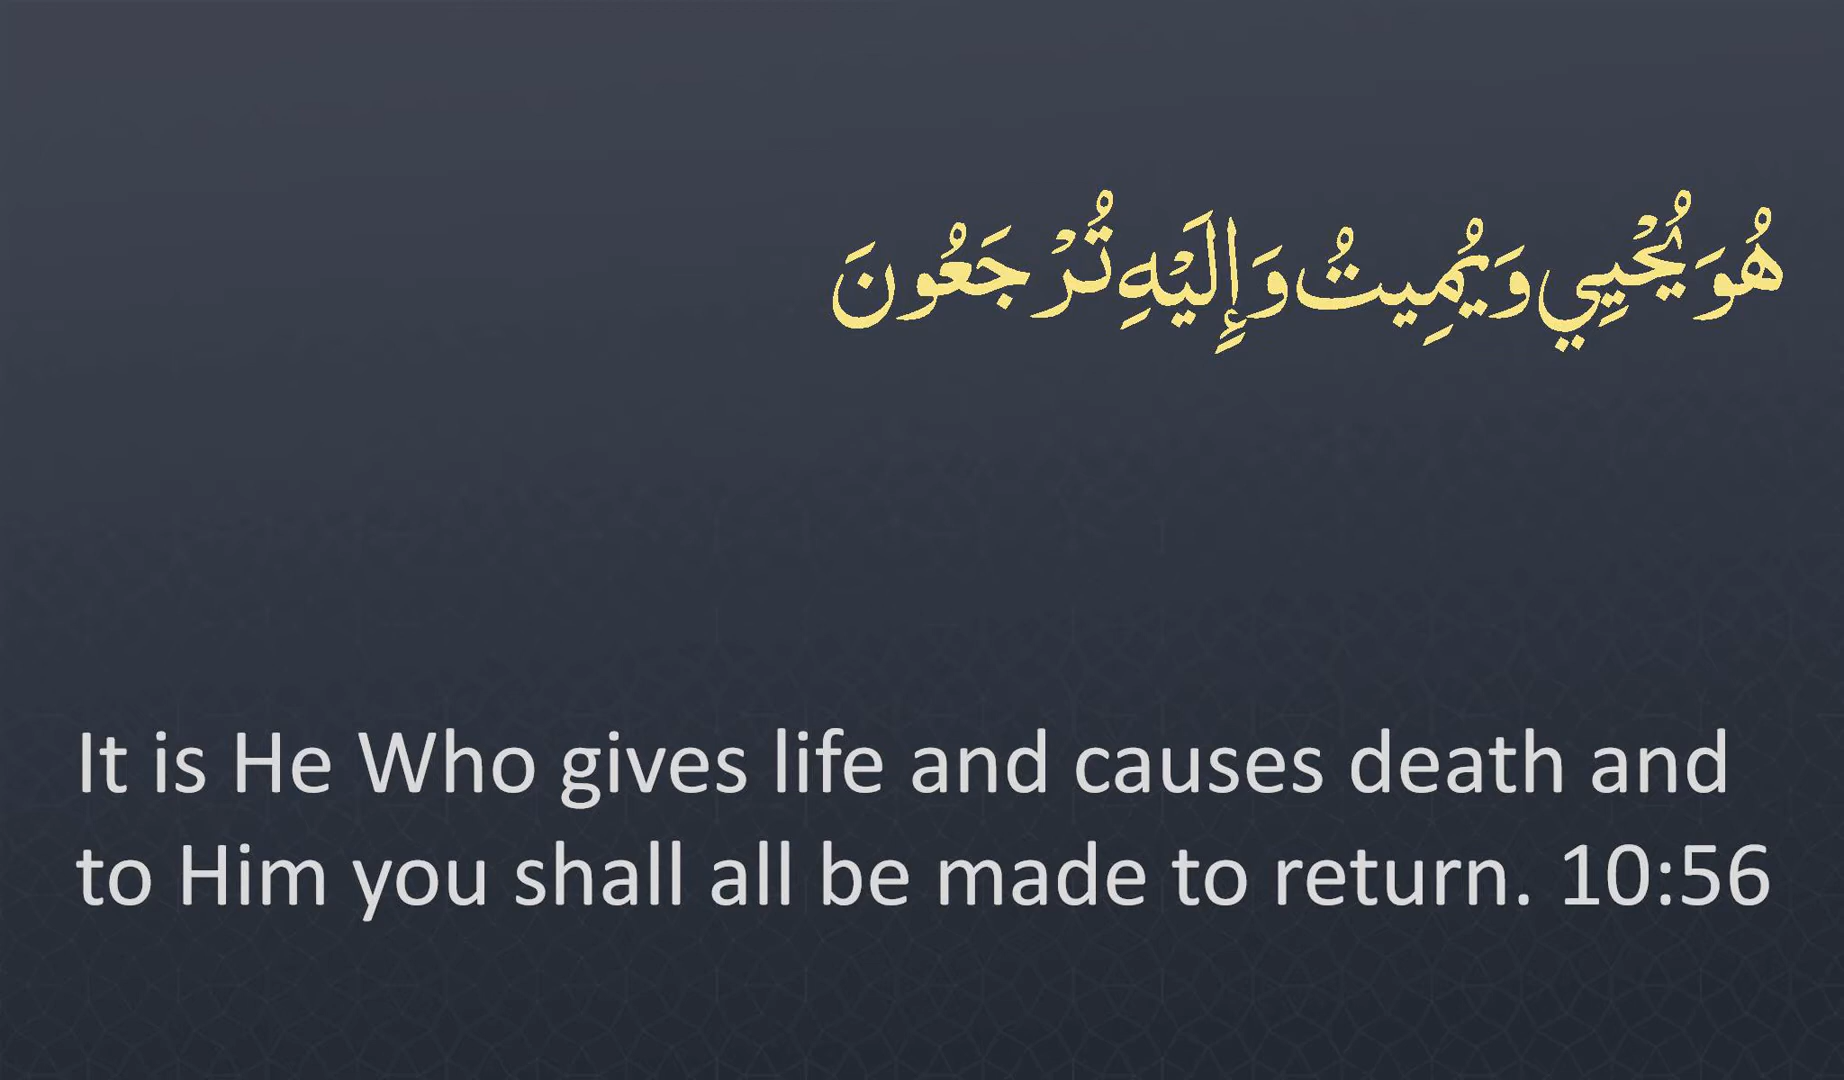 هُوَ يُحْيِي وَيُمِيتُ وَإِلَيْهِ تُرْجَعُونَ
It is He Who gives life and causes death and
to Him you shall all be made to return. 10:56